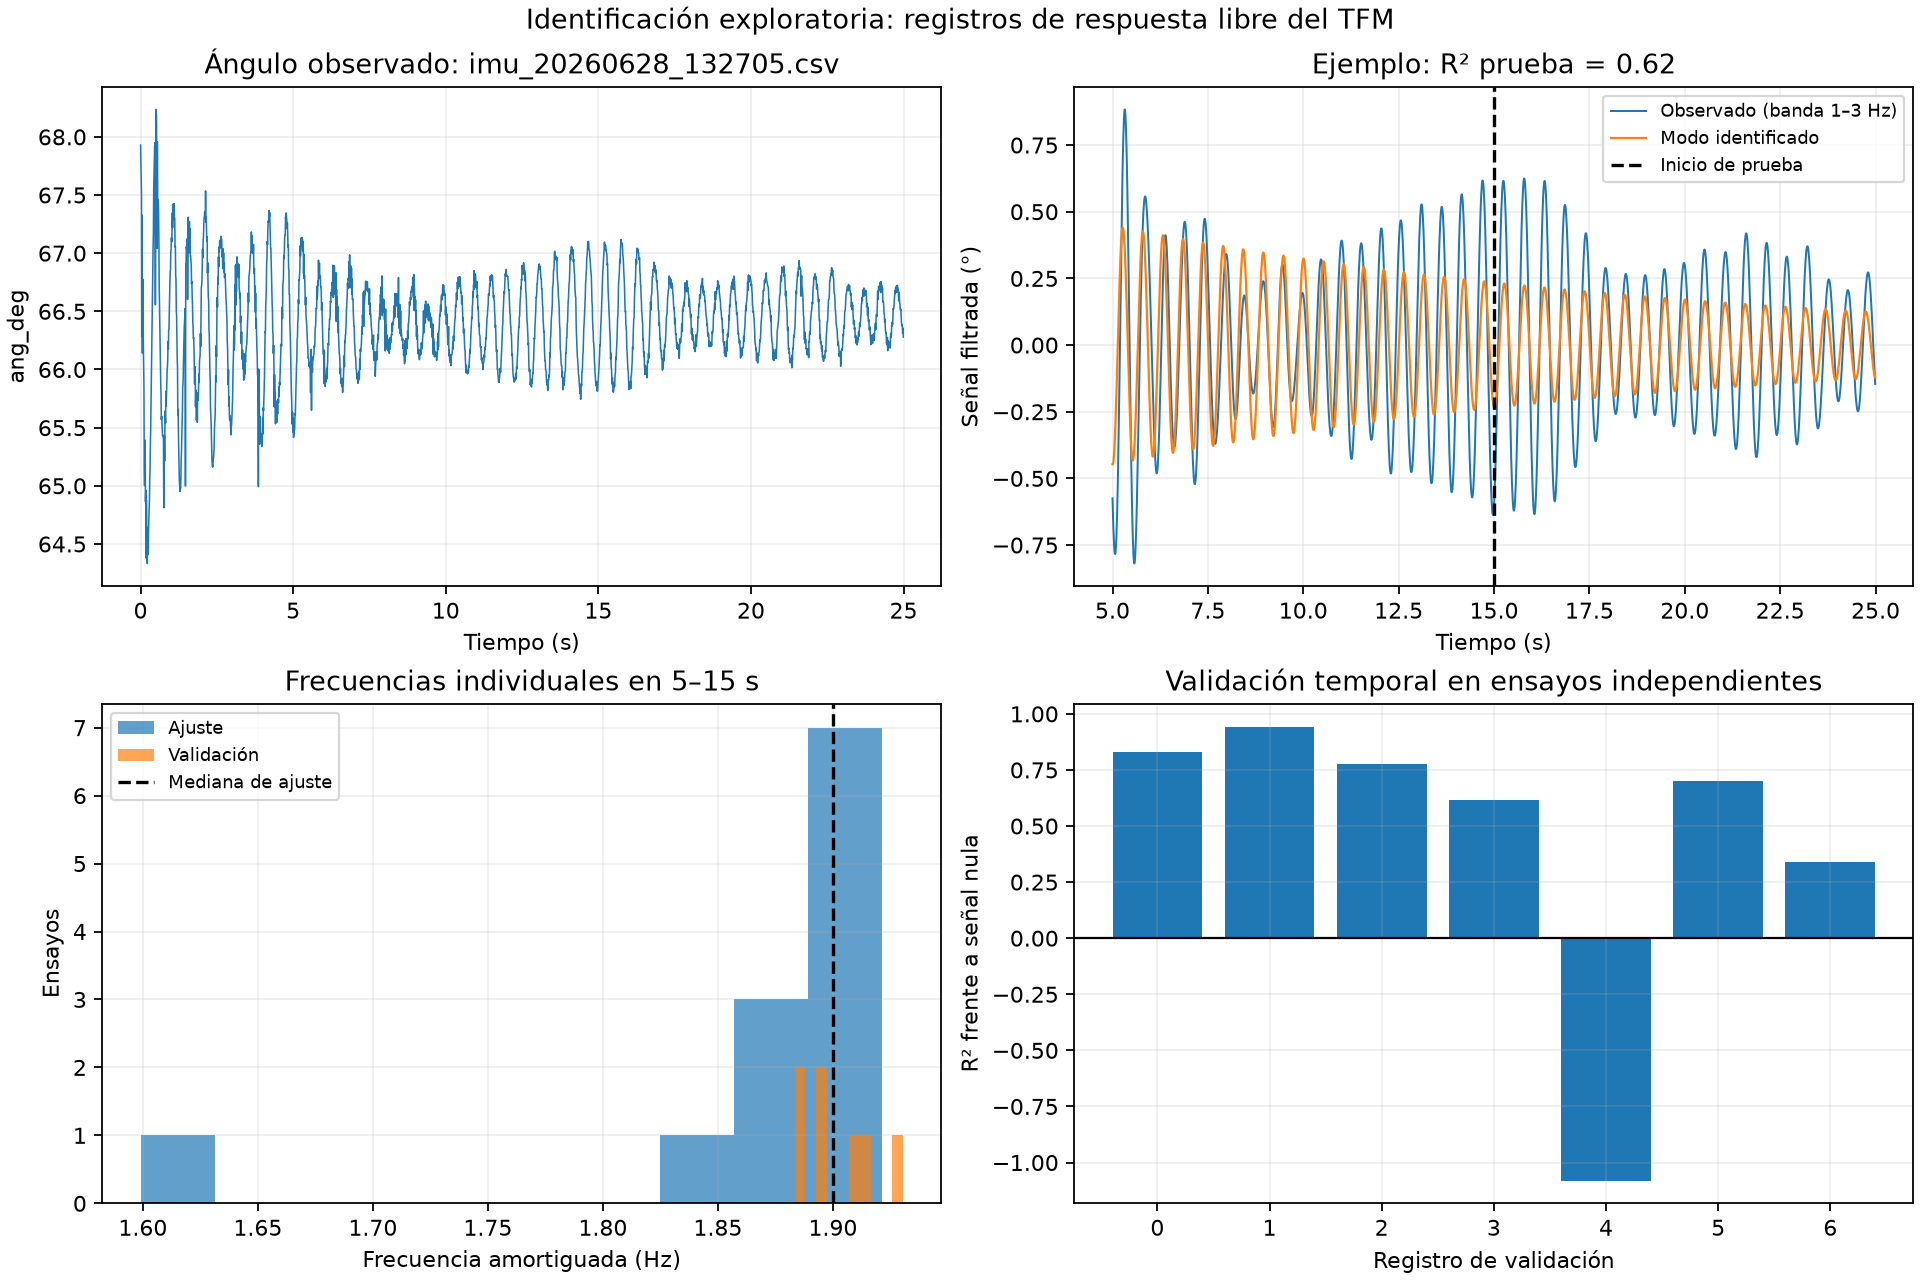 Identificación exploratoria: registros de respuesta libre del TFM
Ángulo observado: imu_20260628_132705.csv
68.0
67.5
67.0
66.5
66.0
65.5
65.0
64.5
ang_deg
0 5 10 15 20 25
Tiempo (s)
Ejemplo: R² prueba = 0.62
Observado (banda 1–3 Hz)
Modo identificado
Inicio de prueba
0.75
0.50
0.25
0.00
−0.25
−0.50
−0.75
Señal filtrada (°)
5.0 7.5 10.0 12.5 15.0 17.5 20.0 22.5 25.0
Tiempo (s)
Frecuencias individuales en 5–15 s
Ajuste
Validación
Mediana de ajuste
7
6
5
4
3
2
1
0
Ensayos
1.60 1.65 1.70 1.75 1.80 1.85 1.90
Frecuencia amortiguada (Hz)
Validación temporal en ensayos independientes
1.00
0.75
0.50
0.25
0.00
−0.25
−0.50
−0.75
−1.00
R² frente a señal nula
0 1 2 3 4 5 6
Registro de validación